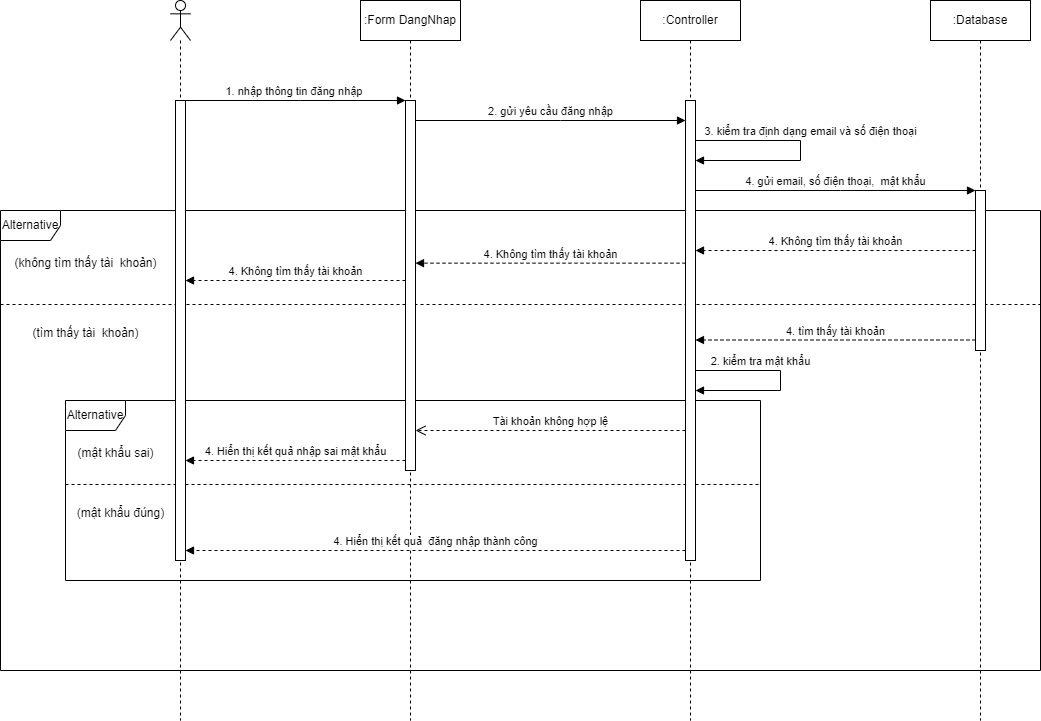 :Form DangNhap
:Controller
:Database
1. nhập thông tin đăng nhập
2. gửi yêu cầu đăng nhập
3. kiểm tra định dạng email và số điện thoại
4. gửi email, số điện thoại,  mật khẩu
Alternative
(không tìm thấy tài  khoản)
4. Không tìm thấy tài khoản
4. Không tìm thấy tài khoản
4. Không tìm thấy tài khoản
(tìm thấy tài  khoản)
4. tìm thấy tài khoản
2. kiểm tra mật khẩu
Alternative
Tài khoản không hợp lệ
(mật khẩu sai)
4. Hiển thị kết quả nhập sai mật khẩu
(mật khẩu đúng)
4. Hiển thị kết quả  đăng nhập thành công